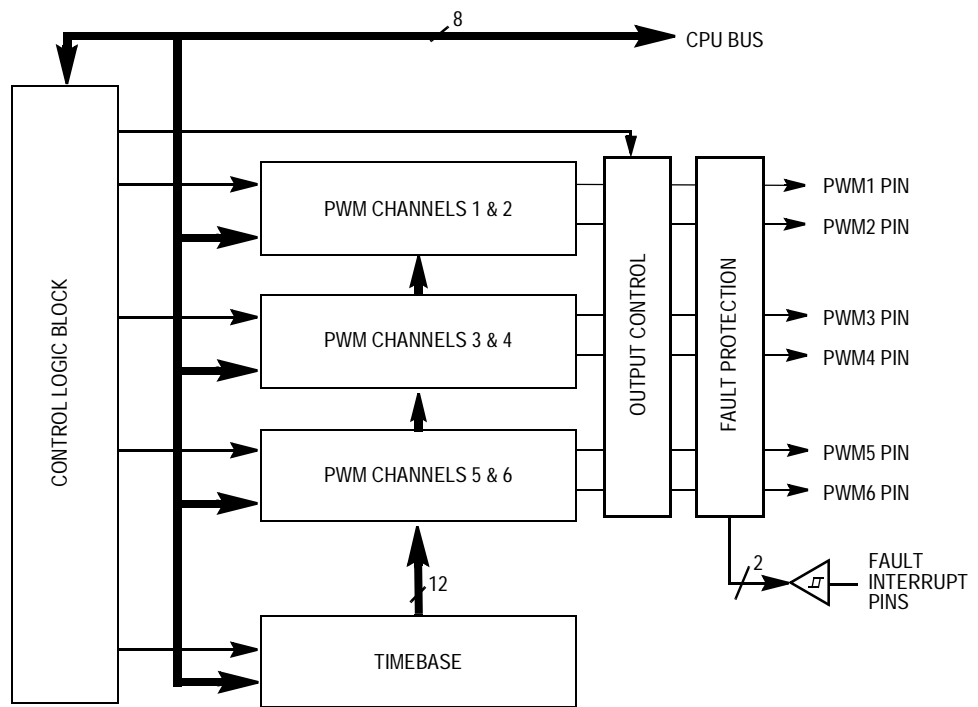 8
CPU BUS
CONTROL LOGIC BLOCK
PWM CHANNELS 1 & 2
PWM CHANNELS 3 & 4
PWM CHANNELS 5 & 6
12
TIMEBASE
OUTPUT CONTROL
FAULT PROTECTION
PWM1 PIN
PWM2 PIN
PWM3 PIN
PWM4 PIN
PWM5 PIN
PWM6 PIN
2
FAULT
INTERRUPT
PINS